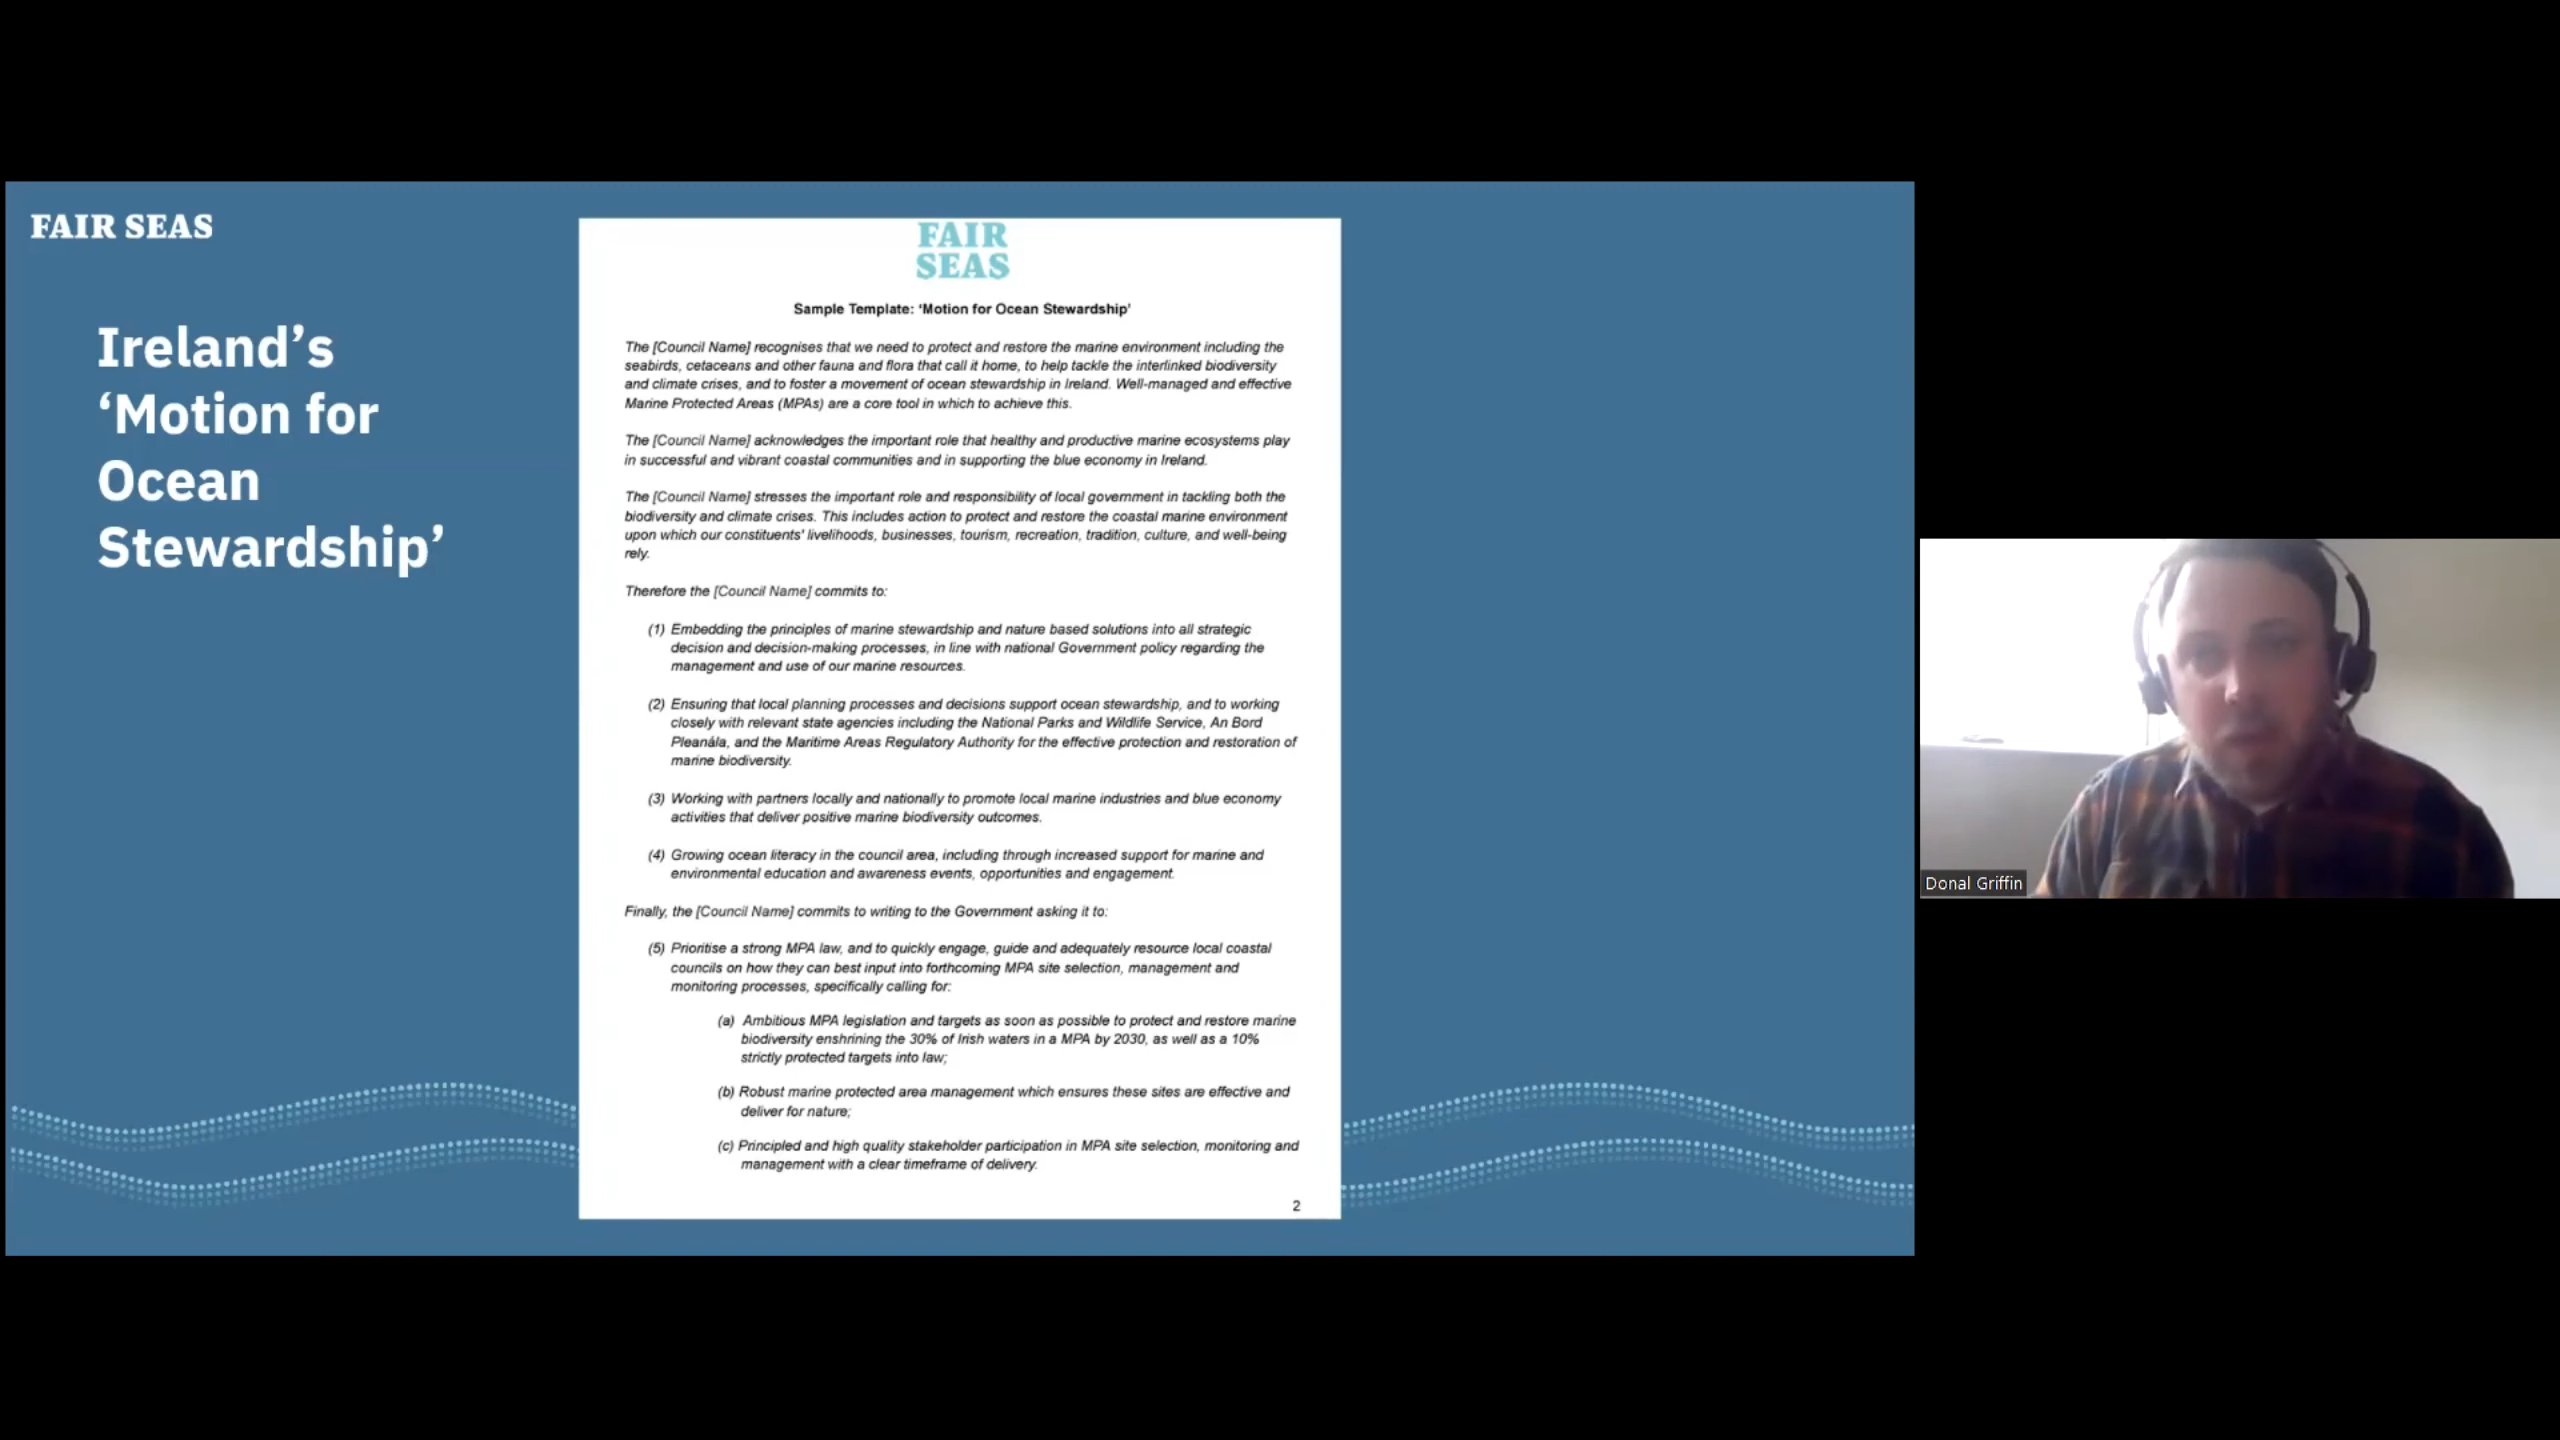 FAIR SEAS
Ireland’s
‘Motion for
Ocean
Stewardship’
FAIR
SEAS
Sample Template: ‘Motion for Ocean Stewardship’
The [Council Name] recognises that we need to protect and restore the marine environment including the
seabirds, cetaceans and other fauna and flora that call it home, to help tackle the interlinked biodiversity
and climate crises, and to foster a movement of ocean stewardship in Ireland. Well-managed and effective
Marine Protected Areas (MPAs) are a core tool in which to achieve this.
The [Council Name] acknowledges the important role that healthy and productive marine ecosystems play
in successful and vibrant coastal communities and in supporting the blue economy in Ireland.
The [Council Name] stresses the important role and responsibility of local government in tackling both the
biodiversity and climate crises. This includes action to protect and restore the coastal marine environment
upon which our constituents' livelihoods, businesses, tourism, recreation, tradition, culture, and well-being
rely.
Therefore the [Council Name] commits to:
(1) Embedding the principles of marine stewardship and nature based solutions into all strategic
decision and decision-making processes, in line with national Government policy regarding the
management and use of our marine resources.
(2) Ensuring that local planning processes and decisions support ocean stewardship, and to working
closely with relevant state agencies including the National Parks and Wildlife Service, An Bord
Pleanála, and the Maritime Areas Regulatory Authority for the effective protection and restoration of
marine biodiversity.
(3) Working with partners locally and nationally to promote local marine industries and blue economy
activities that deliver positive marine biodiversity outcomes.
(4) Growing ocean literacy in the council area, including through increased support for marine and
environmental education and awareness events, opportunities and engagement.
Finally, the [Council Name] commits to writing to the Government asking it to:
(5) Prioritise a strong MPA law, and to quickly engage, guide and adequately resource local coastal
councils on how they can best input into forthcoming MPA site selection, management and
monitoring processes, specifically calling for:
(a) Ambitious MPA legislation and targets as soon as possible to protect and restore marine
biodiversity enshrining the 30% of Irish waters in a MPA by 2030, as well as a 10%
strictly protected targets into law;
(b) Robust marine protected area management which ensures these sites are effective and
deliver for nature;
(c) Principled and high quality stakeholder participation in MPA site selection, monitoring and
management with a clear timeframe of delivery.
2
Donal Griffin